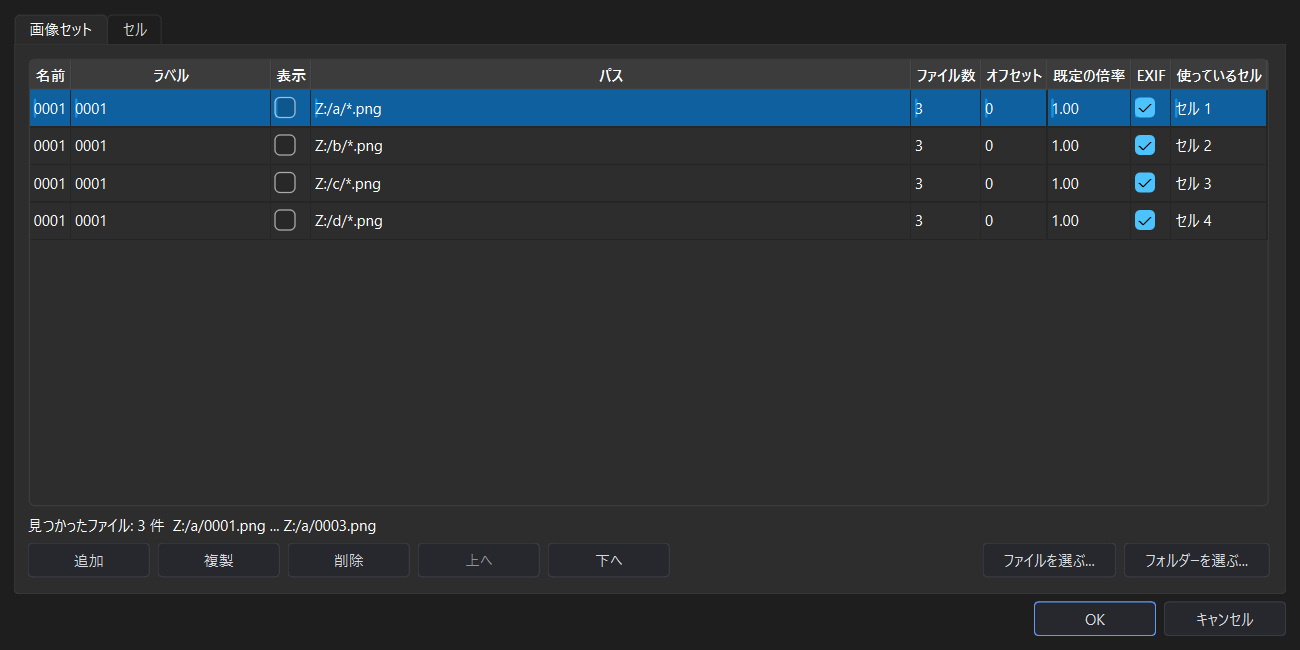 画像セット セル
名前 ラベル 表示 パス ファイル数 オフセット 既定の倍率 EXIF 使っているセル
0001 0001 Z:/a/*.png 3 0 1.00 セル 1
0001 0001 Z:/b/*.png 3 0 1.00 セル 2
0001 0001 Z:/c/*.png 3 0 1.00 セル 3
0001 0001 Z:/d/*.png 3 0 1.00 セル 4
見つかったファイル: 3 件 Z:/a/0001.png ... Z:/a/0003.png
追加 複製 削除 上へ 下へ ファイルを選ぶ... フォルダーを選ぶ...
OK キャンセル